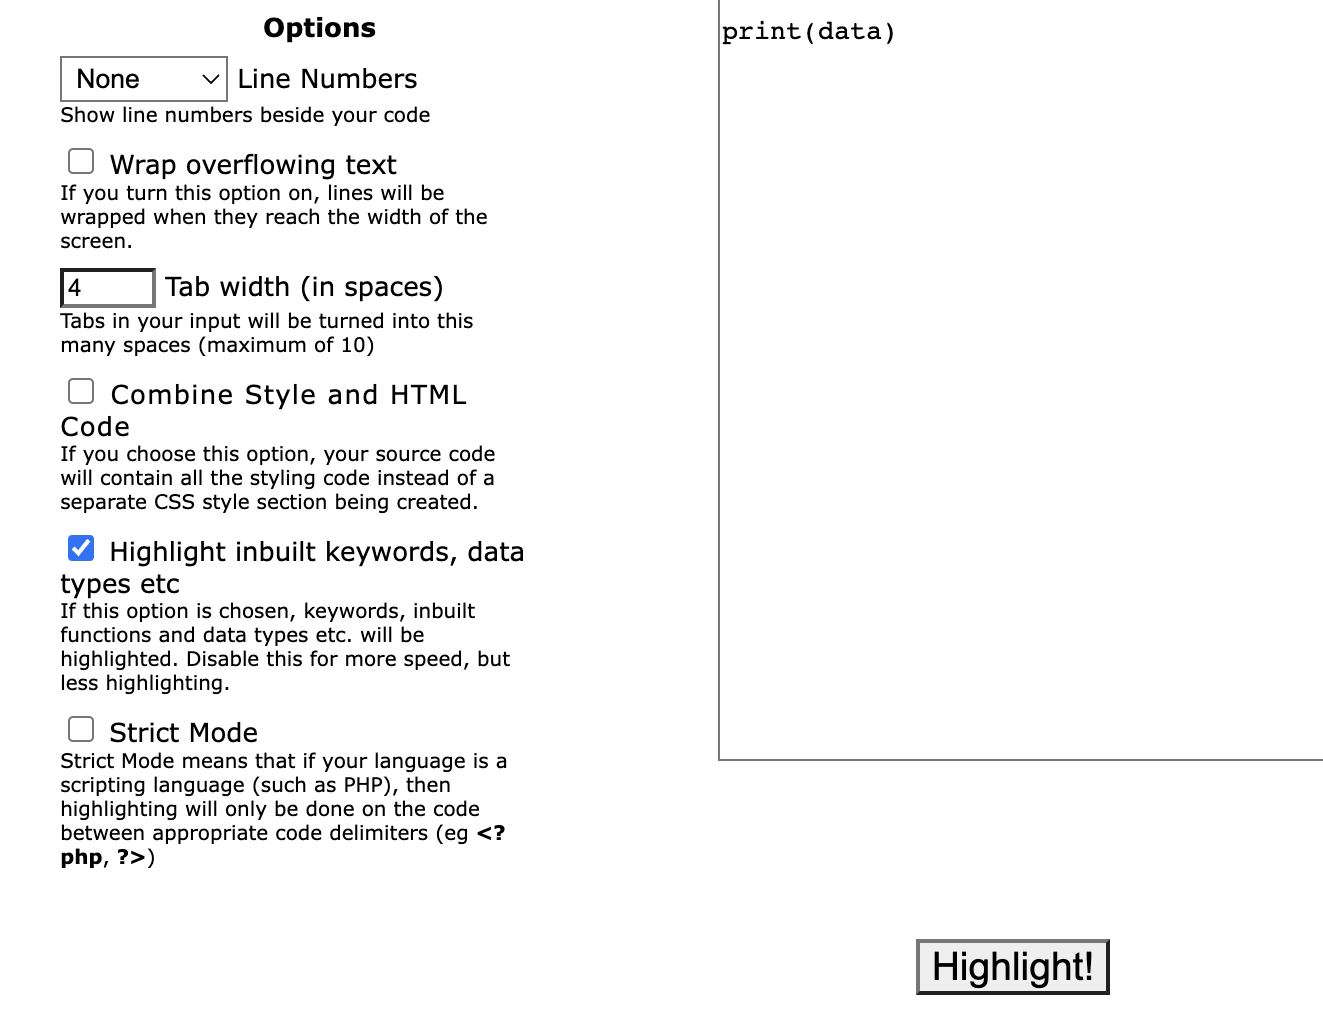 Options
None Line Numbers
Show line numbers beside your code
Wrap overflowing text
If you turn this option on, lines will be
wrapped when they reach the width of the
screen.
4 Tab width (in spaces)
Tabs in your input will be turned into this
many spaces (maximum of 10)
Combine Style and HTML
Code
If you choose this option, your source code
will contain all the styling code instead of a
separate CSS style section being created.
Highlight inbuilt keywords, data
types etc
If this option is chosen, keywords, inbuilt
functions and data types etc. will be
highlighted. Disable this for more speed, but
less highlighting.
Strict Mode
Strict Mode means that if your language is a
scripting language (such as PHP), then
highlighting will only be done on the code
between appropriate code delimiters (eg <?
php, ?>)
print(data)
Highlight!